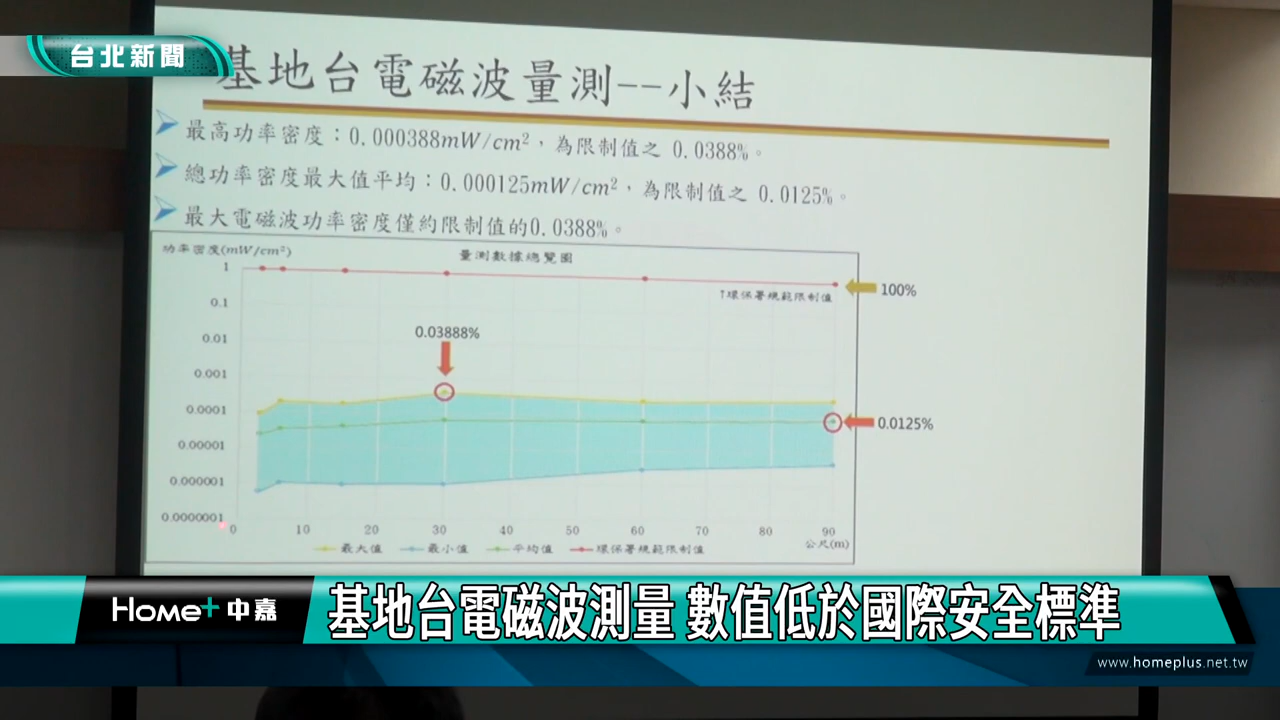 台北新聞
基地台電磁波量測--小結
最高功率密度：0.000388mW/cm²，為限制值之 0.0388%。
總功率密度最大值平均：0.000125mW/cm²，為限制值之 0.0125%。
最大電磁波功率密度僅約限制值的0.0388%。
功率密度(mW/cm²)
量測數據總覽圖
1
↑環保署規範限制值
100%
0.1
0.01
0.03888%
0.001
0.0001
0.0125%
0.00001
0.000001
0.0000001
0 10 20 30 40 50 60 70 80 90
公尺(m)
最大值 最小值 平均值 環保署規範限制值
Home+中嘉
基地台電磁波測量 數值低於國際安全標準
www.homeplus.net.tw